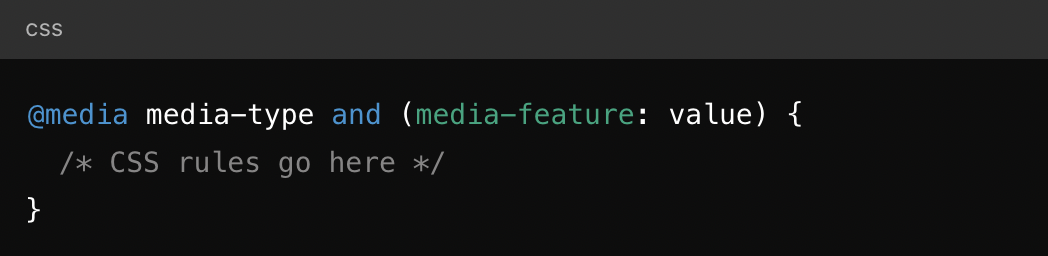 css
@media media-type and (media-feature: value) {
  /* CSS rules go here */
}